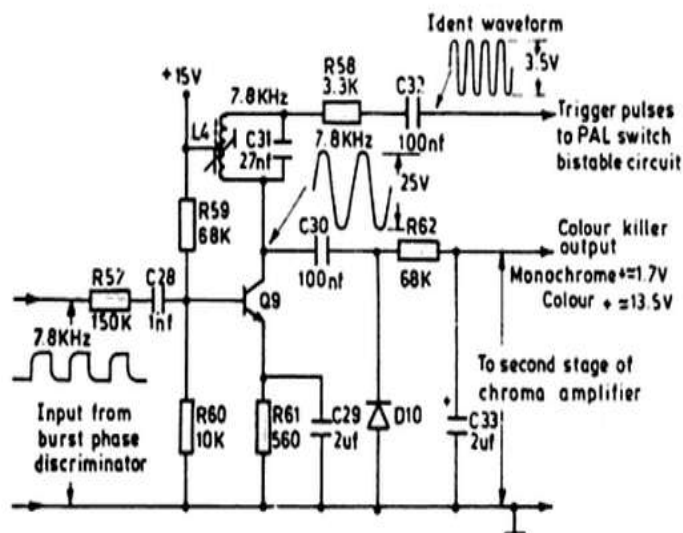 Ident waveform
3.5V
+15V
R58
3.3K
C32
100nf
7.8KHz
L4
C31
27nf
7.8KHz
25V
Trigger pulses
to PAL switch
bistable circuit
R59
68K
C30
100nf
R62
68K
Colour killer
output
Monochrome +≃1.7V
Colour + ≃13.5V
R57
150K
C28
1nf
Q9
7.8KHz
To second stage of
chroma amplifier
Input from
burst phase
discriminator
R60
10K
R61
560
C29
2uf
D10
+
C33
2uf